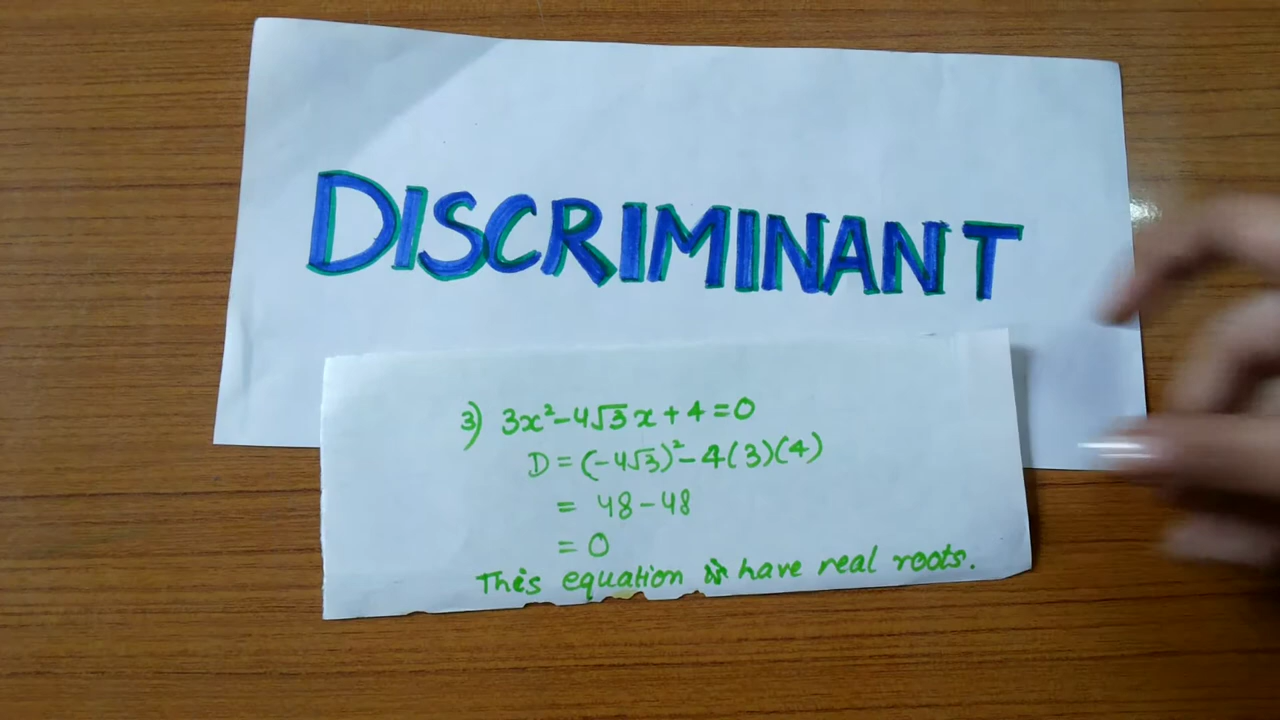 DISCRIMINANT
3) 3x²-4√3x+4=0
D=(-4√3)²-4(3)(4)
= 48-48
= 0
This equation have real roots.